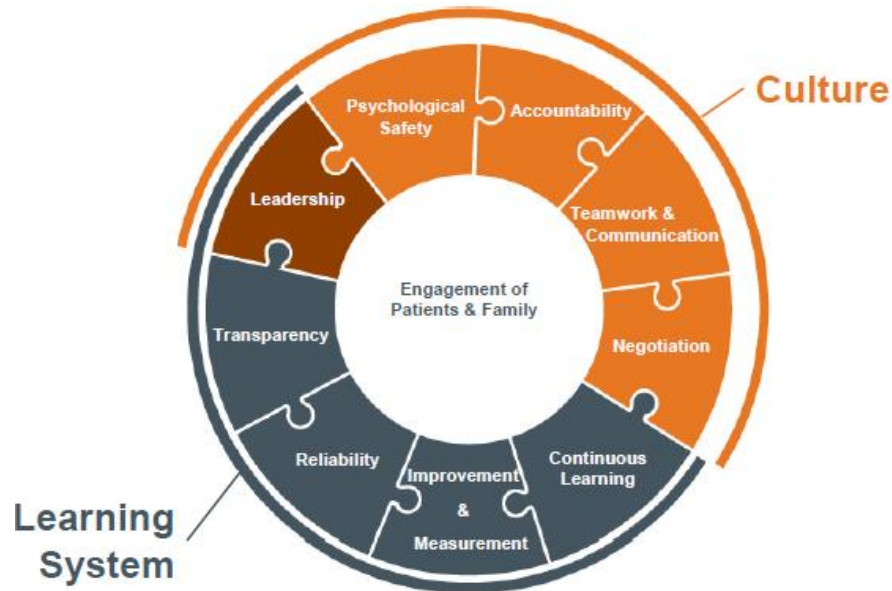 Culture
Psychological
Safety
Accountability
Leadership
Teamwork &
Communication
Engagement of
Patients & Family
Transparency
Negotiation
Reliability
Improvement
&
Measurement
Continuous
Learning
Learning
System